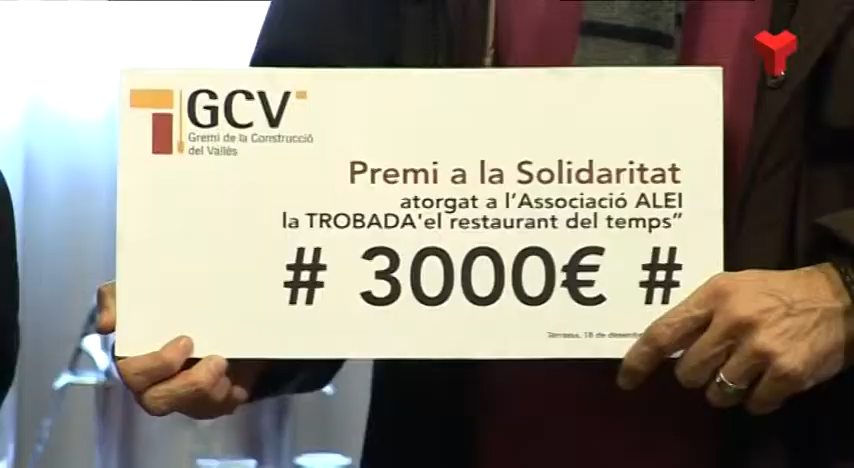 GCV
Gremi de la Construcció
del Vallès
Premi a la Solidaritat
atorgat a l'Associació ALEI
la TROBADA'el restaurant del temps"
# 3000€ #
Terrassa, 18 de desembre